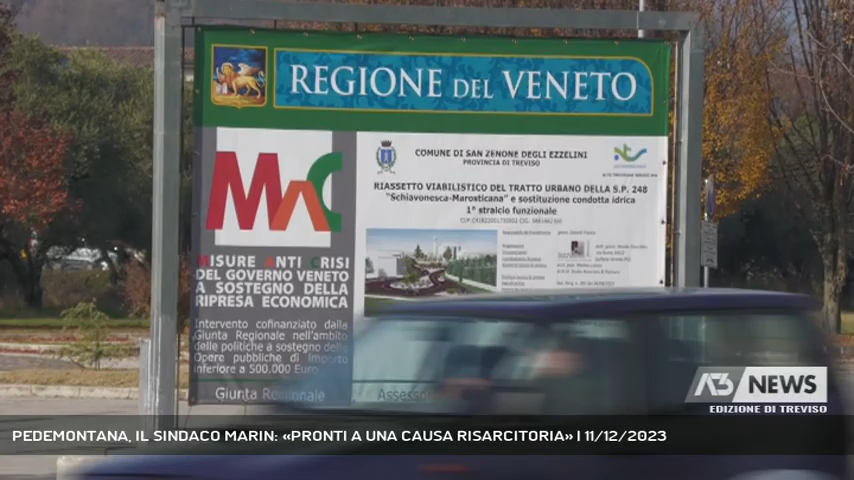 REGIONE DEL VENETO
COMUNE DI SAN ZENONE DEGLI EZZELINI
PROVINCIA DI TREVISO
RIASSETTO VIABILISTICO DEL TRATTO URBANO DELLA S.P. 248
"Schiavonesca-Marosticana" e sostituzione condotta idrica
1° stralcio funzionale
MAC
MISURE ANTI CRISI
DEL GOVERNO VENETO
A SOSTEGNO DELLA
RIPRESA ECONOMICA
Intervento cofinanziato dalla
Giunta Regionale nell'ambito
delle politiche a sostegno delle
Opere pubbliche di importo
inferiore a 500.000 Euro
Giunta Regionale
A3 NEWS
EDIZIONE DI TREVISO
PEDEMONTANA, IL SINDACO MARIN: «PRONTI A UNA CAUSA RISARCITORIA» | 11/12/2023